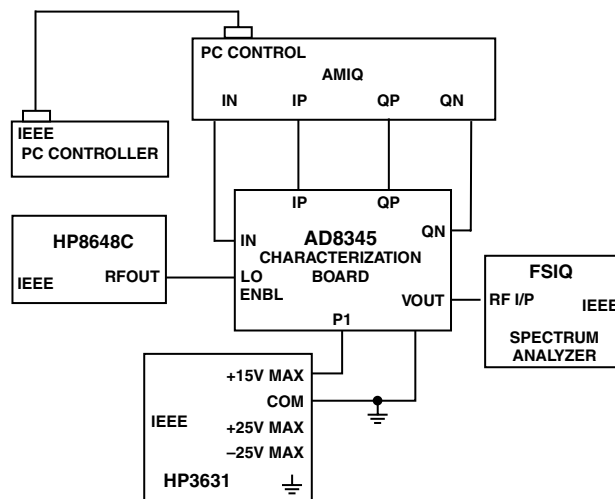 PC CONTROL
AMIQ
IN IP QP QN
IEEE
PC CONTROLLER
IP QP
AD8345
CHARACTERIZATION
BOARD
IN
QN
LO
ENBL
VOUT
P1
HP8648C
RFOUT
IEEE
FSIQ
RF I/P
IEEE
SPECTRUM
ANALYZER
+15V MAX
COM
IEEE
+25V MAX
–25V MAX
HP3631